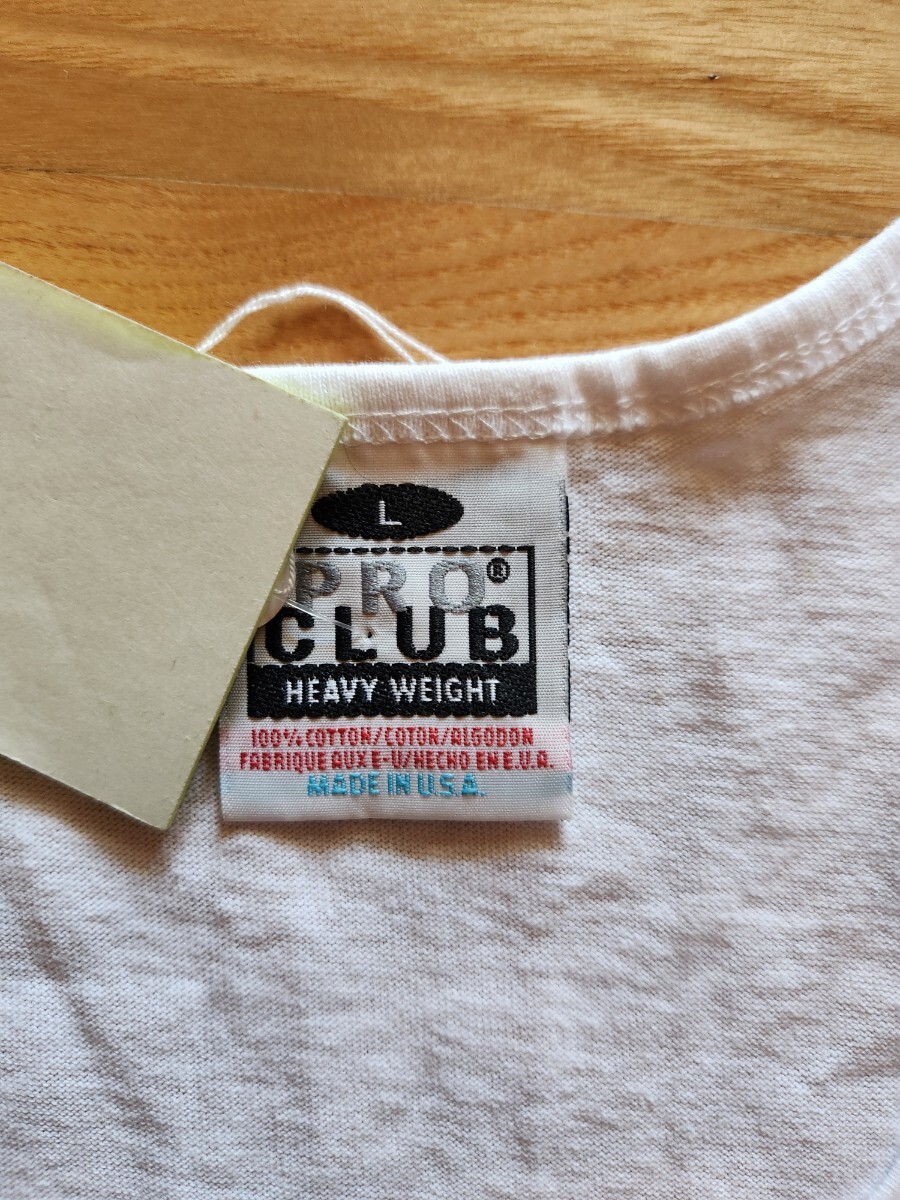 L
PRO®
CLUB
HEAVY WEIGHT
100% COTTON/COTON/ALGODON
FABRIQUE AUX E-U/HECHO EN E.U.A.
MADE IN U.S.A.